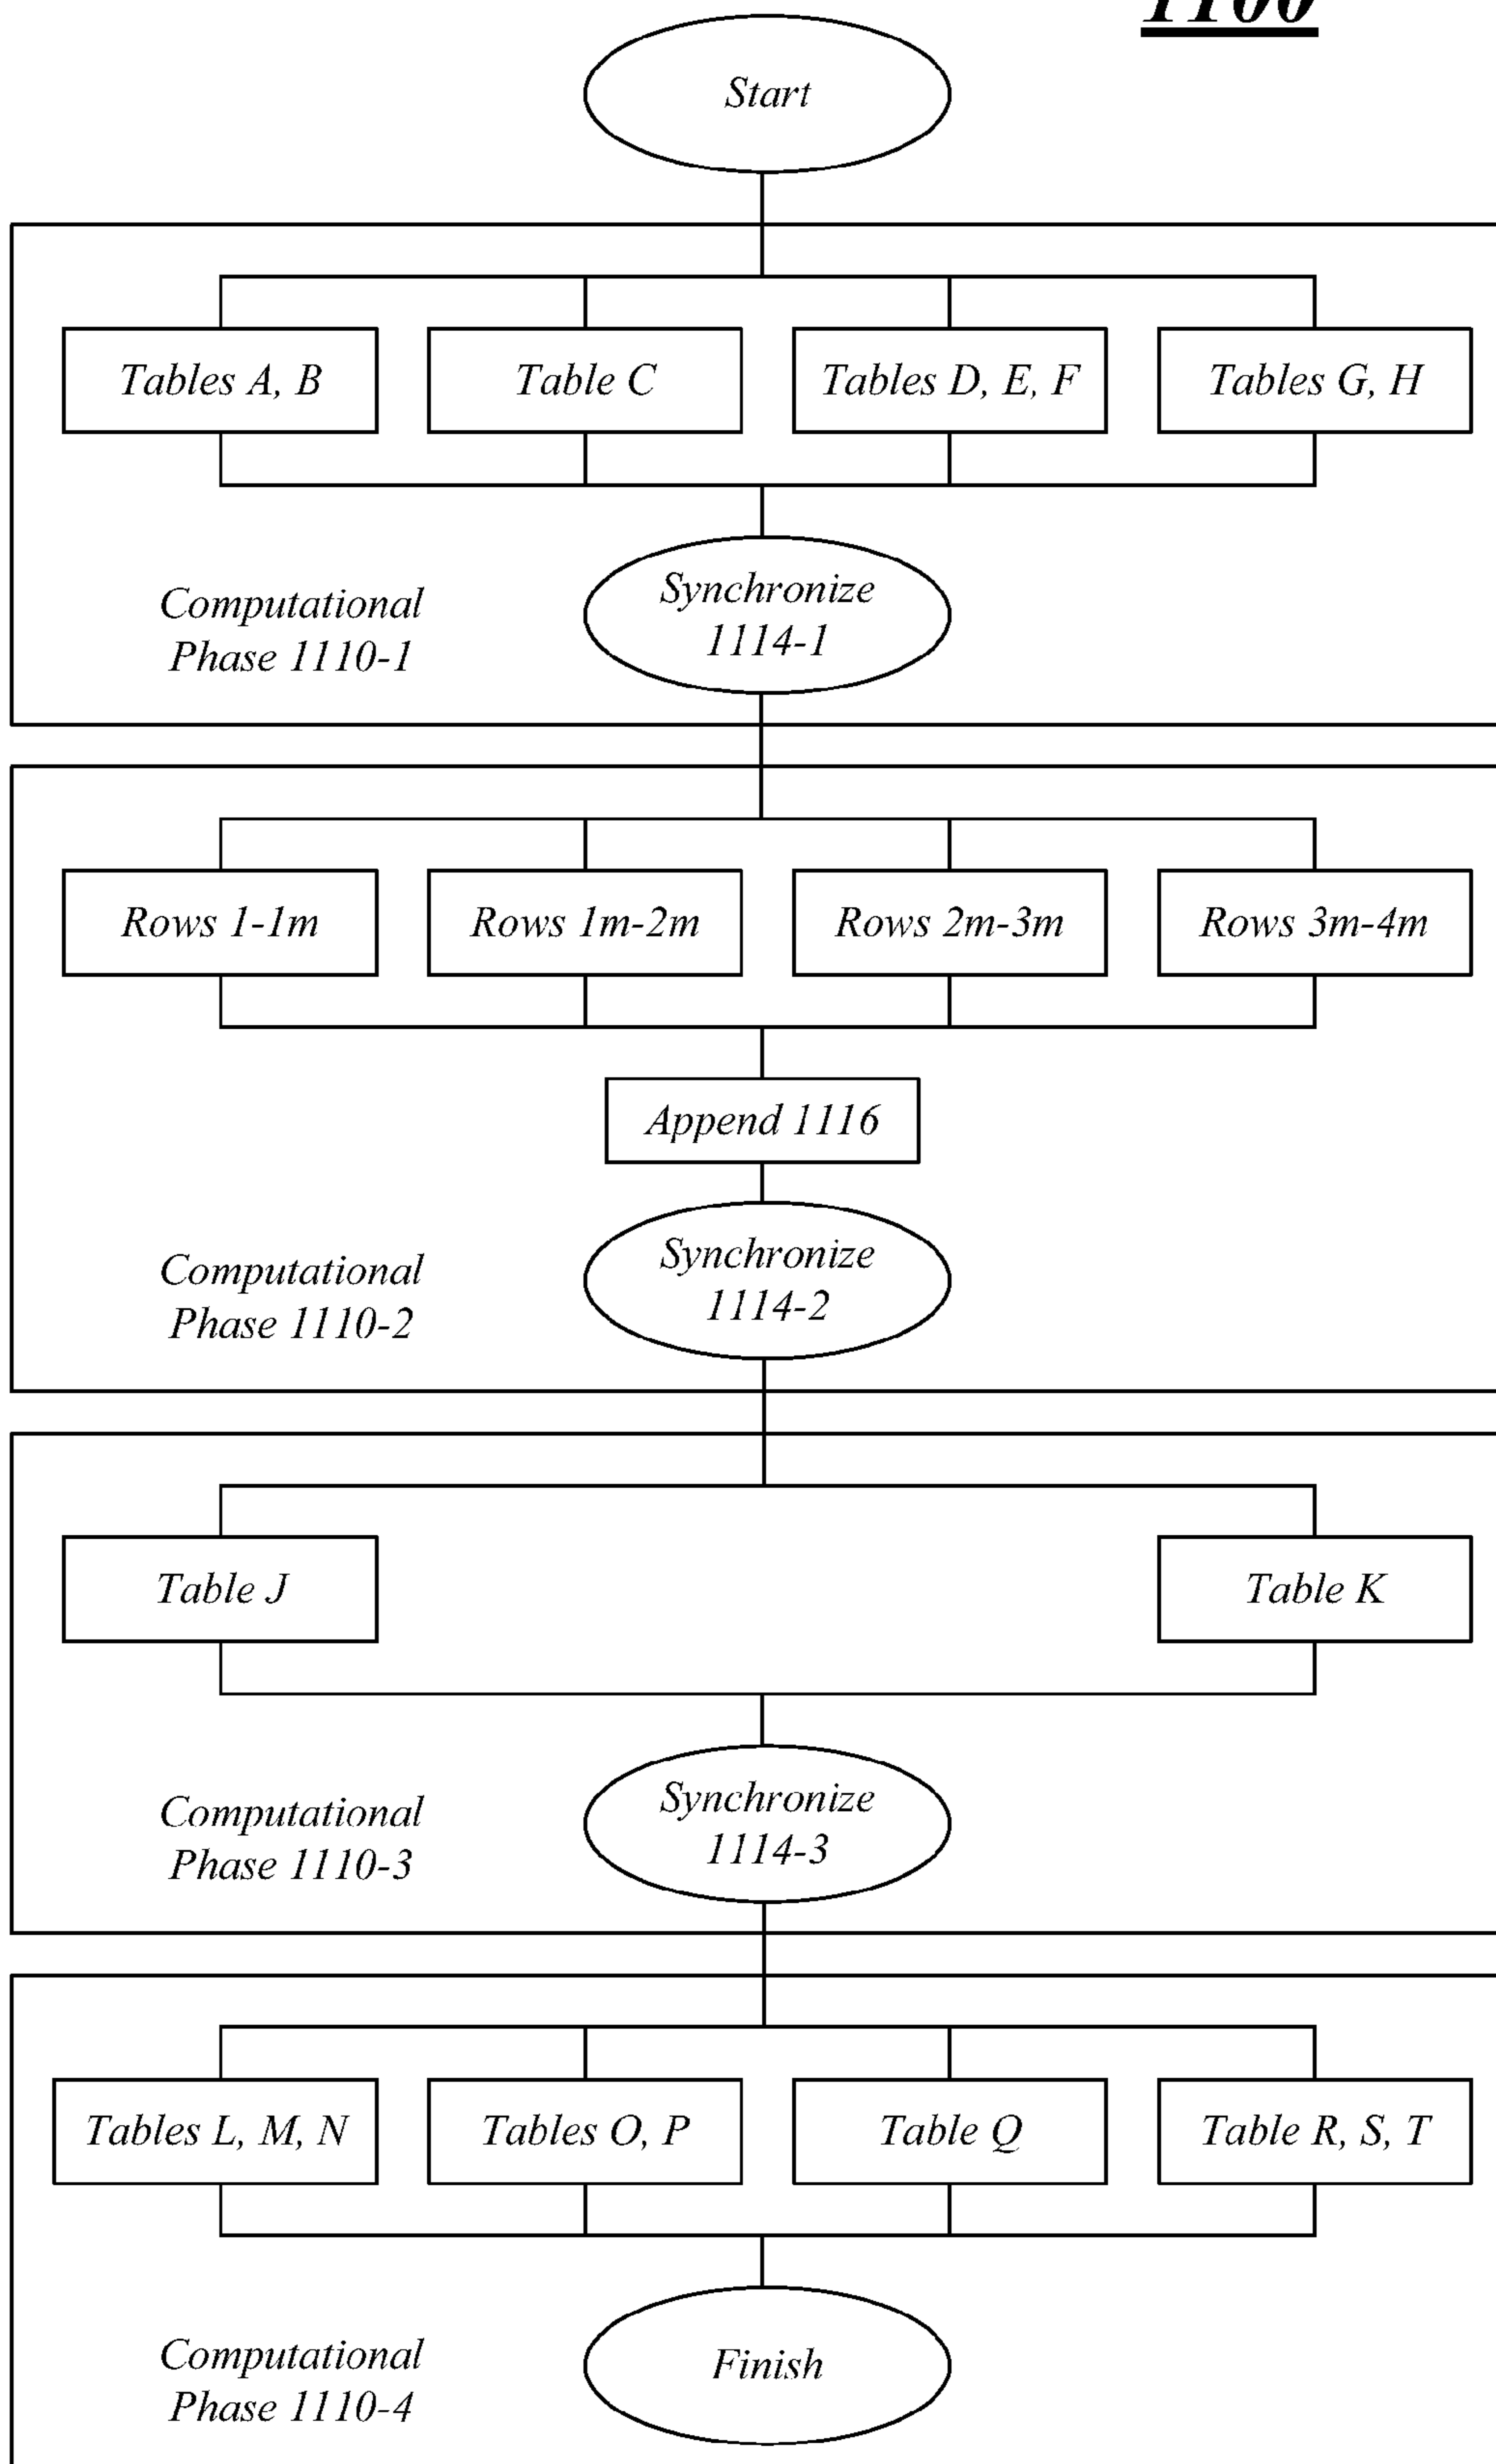 1100
Start
Tables A, B
Table C
Tables D, E, F
Tables G, H
Synchronize
1114-1
Computational
Phase 1110-1
Rows 1-1m
Rows 1m-2m
Rows 2m-3m
Rows 3m-4m
Append 1116
Synchronize
1114-2
Computational
Phase 1110-2
Table J
Table K
Synchronize
1114-3
Computational
Phase 1110-3
Tables L, M, N
Tables O, P
Table Q
Table R, S, T
Finish
Computational
Phase 1110-4